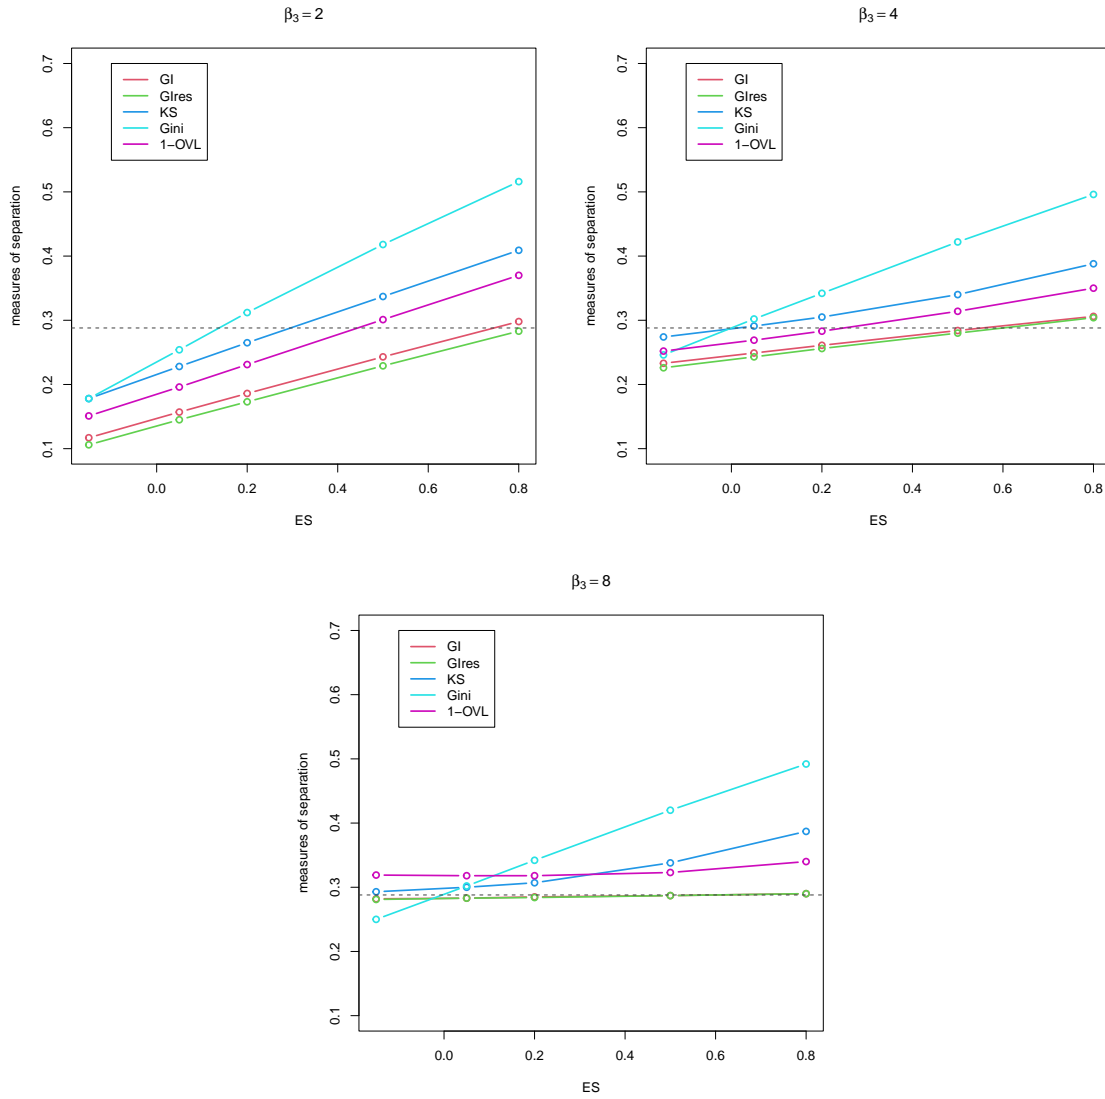 β₃ = 2
0.7
0.6
0.5
0.4
0.3
0.2
0.1
measures of separation
GI
GIres
KS
Gini
1−OVL
0.0 0.2 0.4 0.6 0.8
ES
β₃ = 4
0.7
0.6
0.5
0.4
0.3
0.2
0.1
measures of separation
GI
GIres
KS
Gini
1−OVL
0.0 0.2 0.4 0.6 0.8
ES
β₃ = 8
0.7
0.6
0.5
0.4
0.3
0.2
0.1
measures of separation
GI
GIres
KS
Gini
1−OVL
0.0 0.2 0.4 0.6 0.8
ES